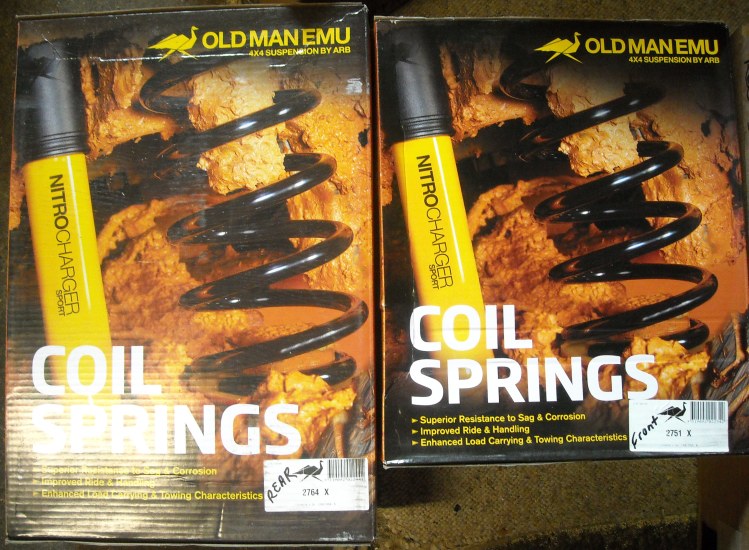 OLD MAN EMU
4X4 SUSPENSION BY ARB
NITROCHARGER
SPORT
COIL
SPRINGS
Superior Resistance to Sag & Corrosion
Improved Ride & Handling
Enhanced Load Carrying & Towing Characteristics
REAR
2764 X
OLD MAN EMU
4X4 SUSPENSION BY ARB
NITROCHARGER
SPORT
COIL
SPRINGS
► Superior Resistance to Sag & Corrosion
► Improved Ride & Handling
► Enhanced Load Carrying & Towing Characteristics
Front
2751 X